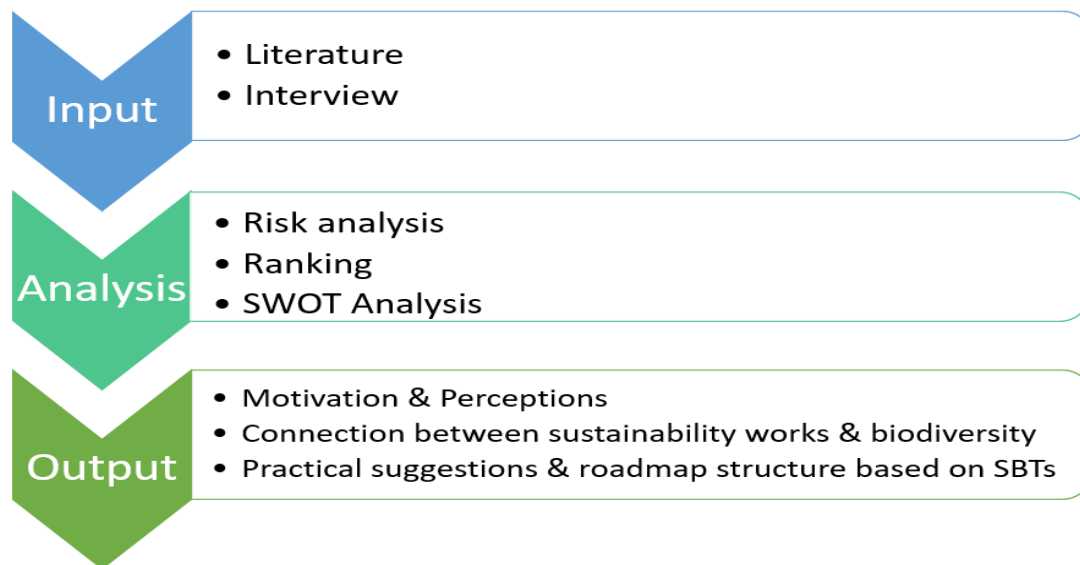 Input
• Literature
• Interview
Analysis
• Risk analysis
• Ranking
• SWOT Analysis
Output
• Motivation & Perceptions
• Connection between sustainability works & biodiversity
• Practical suggestions & roadmap structure based on SBTs